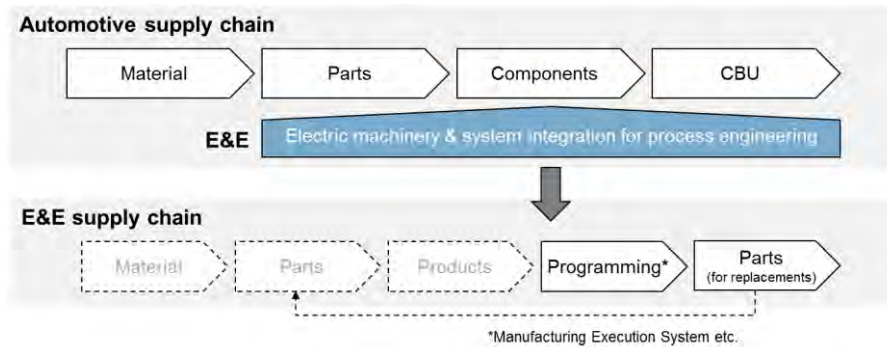 Automotive supply chain
Material
Parts
Components
CBU
E&E
Electric machinery & system integration for process engineering
E&E supply chain
Material
Parts
Products
Programming*
Parts
(for replacements)
*Manufacturing Execution System etc.